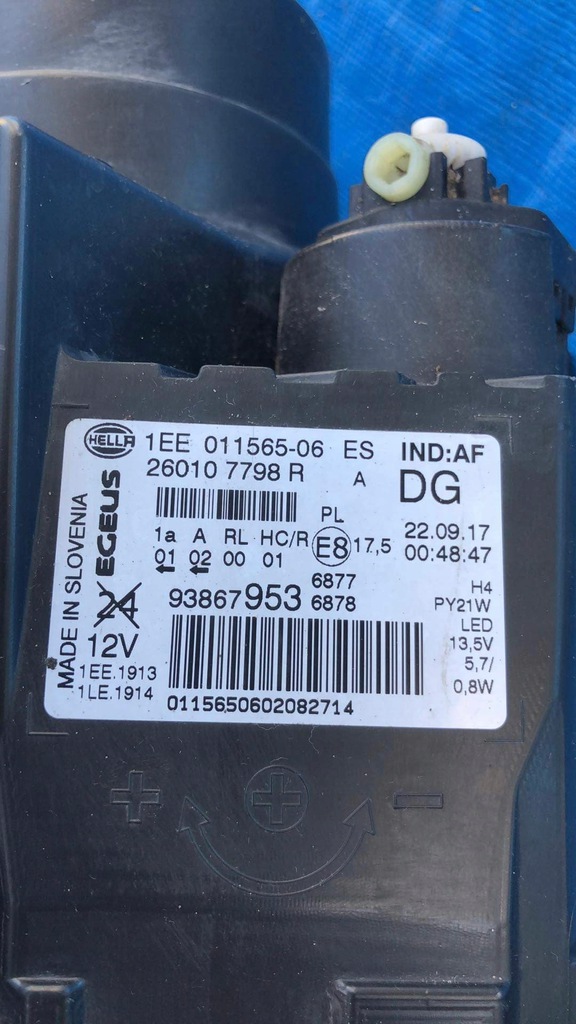 HELLA 1EE 011565-06 ES IND:AF
26010 7798 R A DG
MADE IN SLOVENIA
EGEUS
PL
1a A RL HC/R E8 17,5 22.09.17
01 02 00 01 00:48:47
24
12V
93867953 6877
6878
H4
PY21W
LED
13,5V
5,7/
0,8W
1EE.1913
1LE.1914
0115650602082714
+ + −